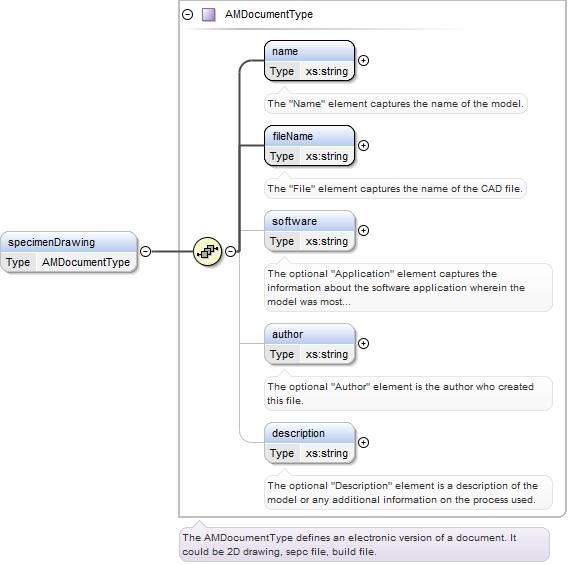 AMDocumentType
name
Type xs:string
The "Name" element captures the name of the model.
fileName
Type xs:string
The "File" element captures the name of the CAD file.
specimenDrawing
Type AMDocumentType
software
Type xs:string
The optional "Application" element captures the
information about the software application wherein the
model was most...
author
Type xs:string
The optional "Author" element is the author who created
this file.
description
Type xs:string
The optional "Description" element is a description of the
model or any additional information on the process used.
The AMDocumentType defines an electronic version of a document. It
could be 2D drawing, sepc file, build file.